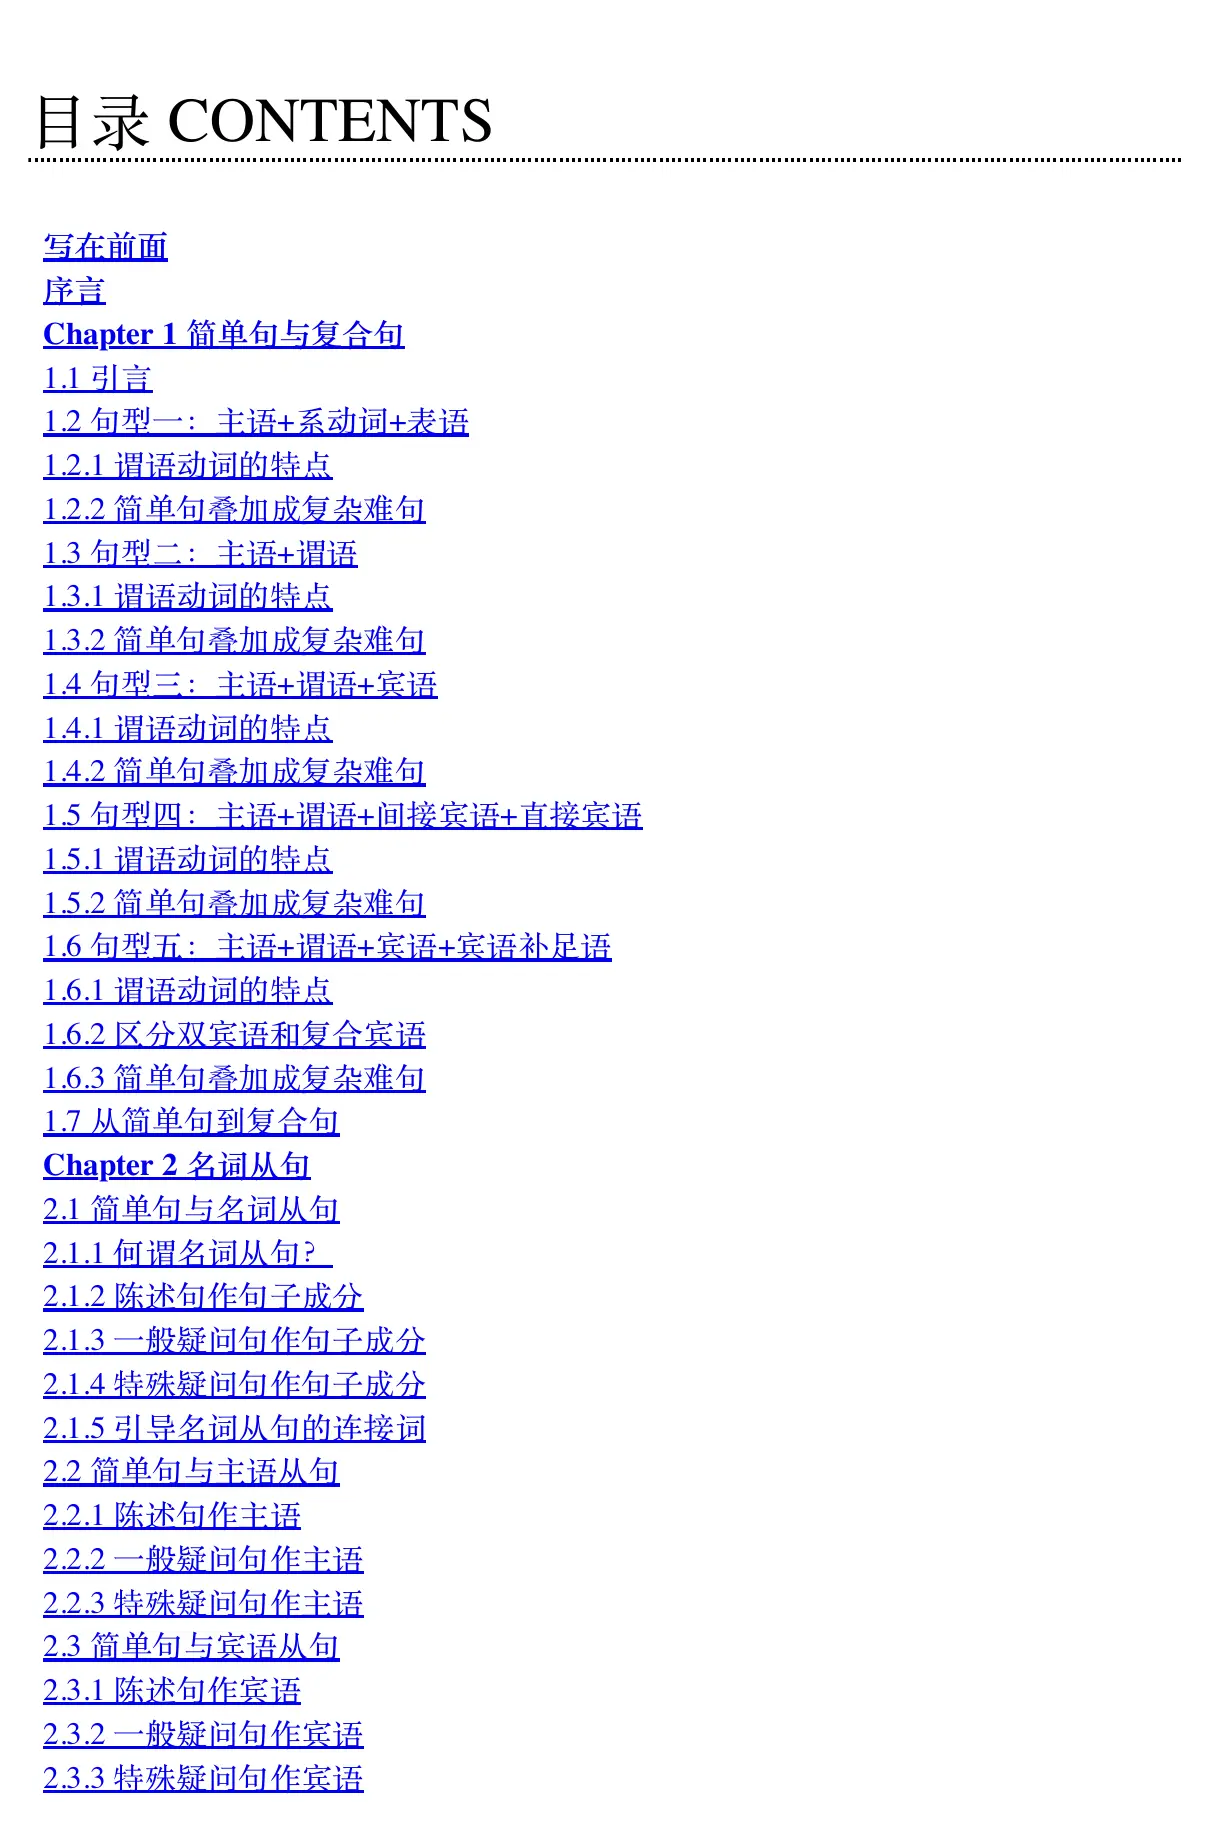 目录 CONTENTS
写在前面
序言
Chapter 1 简单句与复合句
1.1 引言
1.2 句型一：主语+系动词+表语
1.2.1 谓语动词的特点
1.2.2 简单句叠加成复杂难句
1.3 句型二：主语+谓语
1.3.1 谓语动词的特点
1.3.2 简单句叠加成复杂难句
1.4 句型三：主语+谓语+宾语
1.4.1 谓语动词的特点
1.4.2 简单句叠加成复杂难句
1.5 句型四：主语+谓语+间接宾语+直接宾语
1.5.1 谓语动词的特点
1.5.2 简单句叠加成复杂难句
1.6 句型五：主语+谓语+宾语+宾语补足语
1.6.1 谓语动词的特点
1.6.2 区分双宾语和复合宾语
1.6.3 简单句叠加成复杂难句
1.7 从简单句到复合句
Chapter 2 名词从句
2.1 简单句与名词从句
2.1.1 何谓名词从句？
2.1.2 陈述句作句子成分
2.1.3 一般疑问句作句子成分
2.1.4 特殊疑问句作句子成分
2.1.5 引导名词从句的连接词
2.2 简单句与主语从句
2.2.1 陈述句作主语
2.2.2 一般疑问句作主语
2.2.3 特殊疑问句作主语
2.3 简单句与宾语从句
2.3.1 陈述句作宾语
2.3.2 一般疑问句作宾语
2.3.3 特殊疑问句作宾语